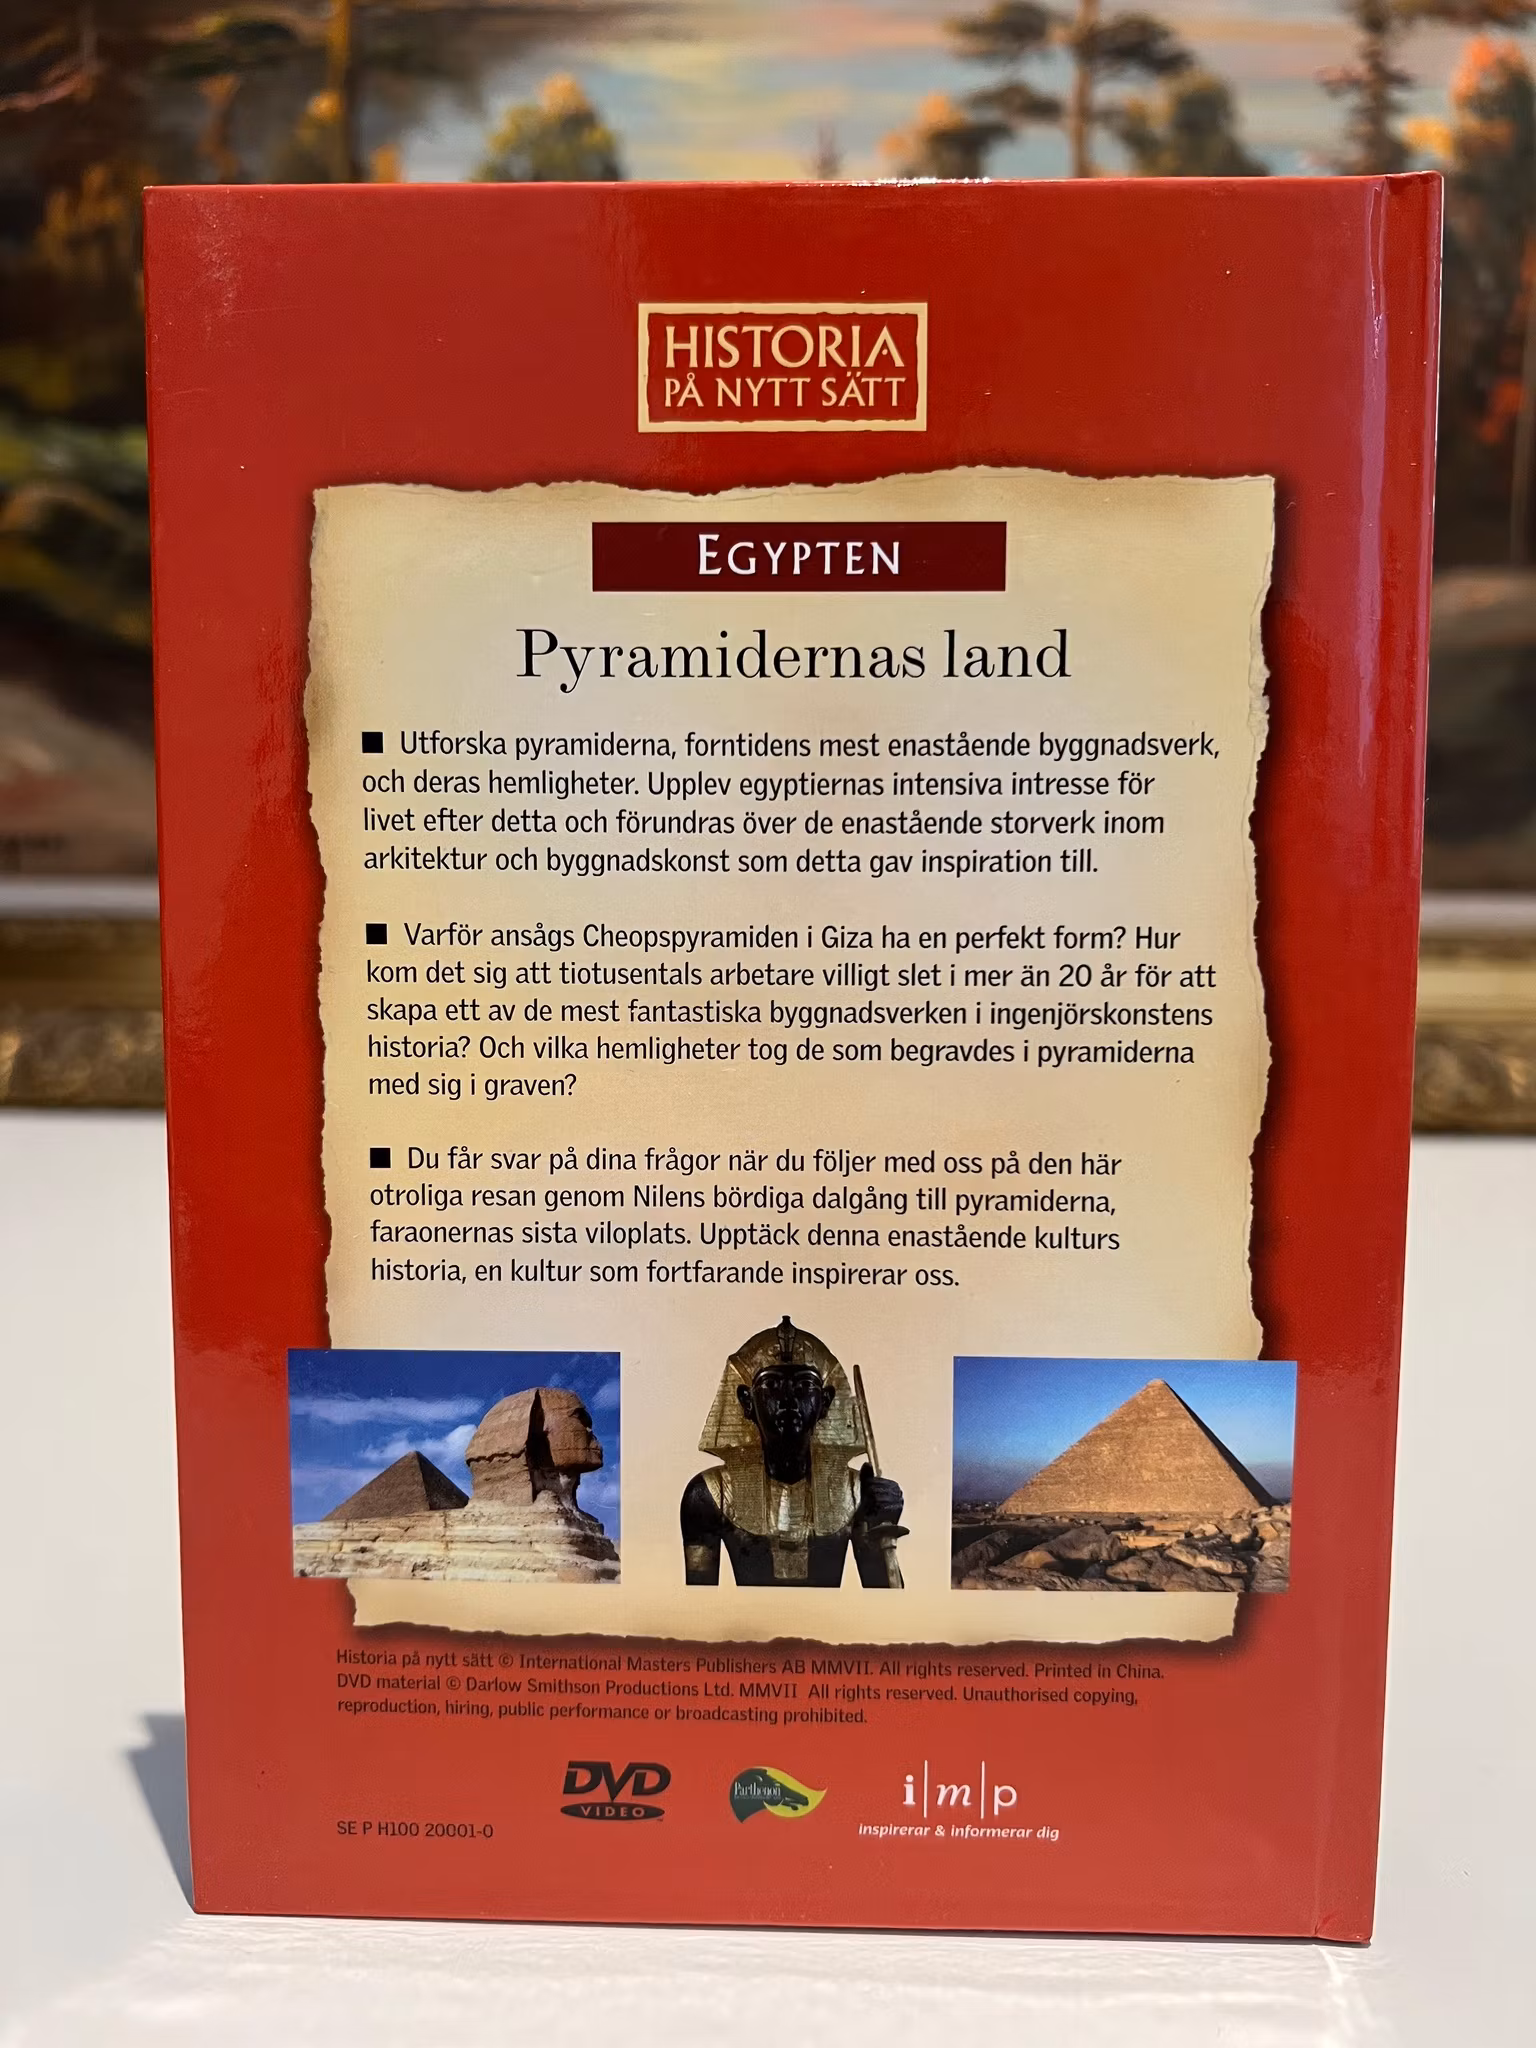 HISTORIA
PÅ NYTT SÄTT
EGYPTEN
Pyramidernas land
■ Utforska pyramiderna, forntidens mest enastående byggnadsverk,
och deras hemligheter. Upplev egyptiernas intensiva intresse för
livet efter detta och förundras över de enastående storverk inom
arkitektur och byggnadskonst som detta gav inspiration till.
■ Varför ansågs Cheopspyramiden i Giza ha en perfekt form? Hur
kom det sig att tiotusentals arbetare villigt slet i mer än 20 år för att
skapa ett av de mest fantastiska byggnadsverken i ingenjörskonstens
historia? Och vilka hemligheter tog de som begravdes i pyramiderna
med sig i graven?
■ Du får svar på dina frågor när du följer med oss på den här
otroliga resan genom Nilens bördiga dalgång till pyramiderna,
faraonernas sista viloplats. Upptäck denna enastående kulturs
historia, en kultur som fortfarande inspirerar oss.
Historia på nytt sätt © International Masters Publishers AB MMVII. All rights reserved. Printed in China.
DVD material © Darlow Smithson Productions Ltd. MMVII All rights reserved. Unauthorised copying,
reproduction, hiring, public performance or broadcasting prohibited.
DVD
VIDEO
Parthenon
i|m|p
inspirerar & informerar dig
SE P H100 20001-0